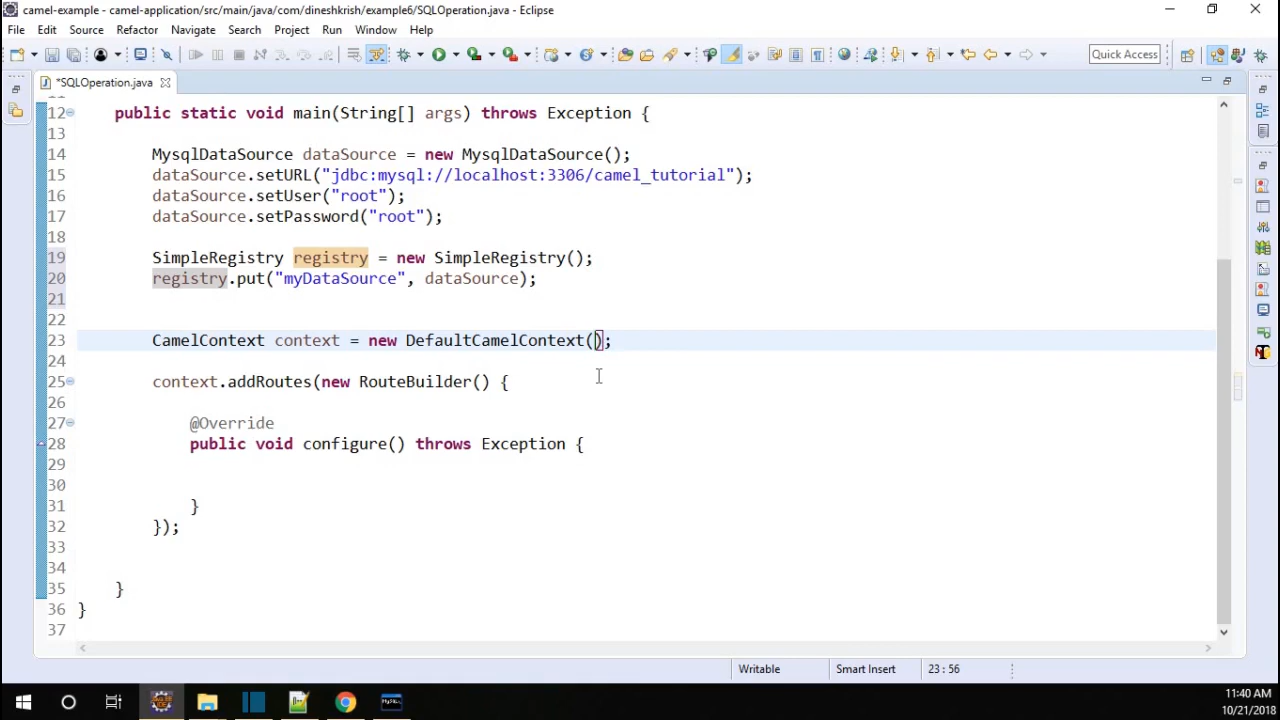 camel-example - camel-application/src/main/java/com/dineshkrish/example6/SQLOperation.java - Eclipse
File Edit Source Refactor Navigate Search Project Run Window Help
Quick Access
*SQLOperation.java
12 public static void main(String[] args) throws Exception {
13
14 MysqlDataSource dataSource = new MysqlDataSource();
15 dataSource.setURL("jdbc:mysql://localhost:3306/camel_tutorial");
16 dataSource.setUser("root");
17 dataSource.setPassword("root");
18
19 SimpleRegistry registry = new SimpleRegistry();
20 registry.put("myDataSource", dataSource);
21
22
23 CamelContext context = new DefaultCamelContext();
24
25 context.addRoutes(new RouteBuilder() {
26
27 @Override
28 public void configure() throws Exception {
29
30
31 }
32 });
33
34
35 }
36 }
37
Writable Smart Insert 23 : 56
11:40 AM
10/21/2018